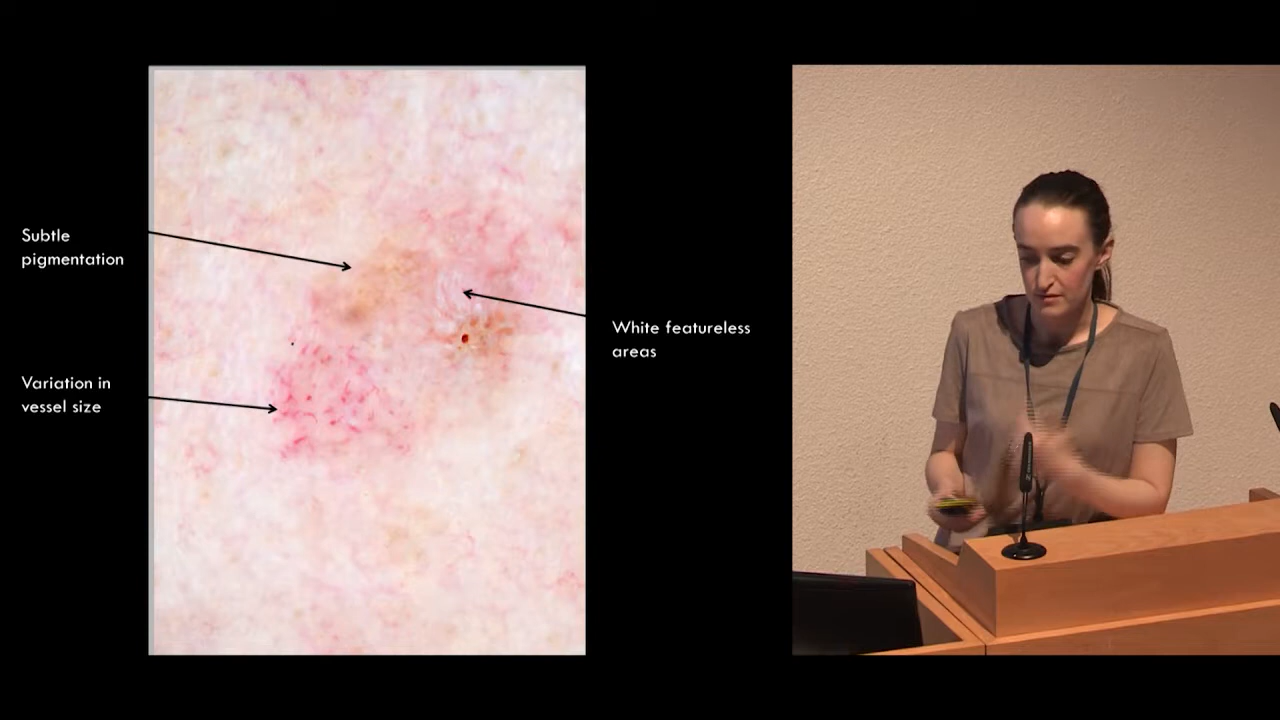 Subtle
pigmentation
Variation in
vessel size
White featureless
areas